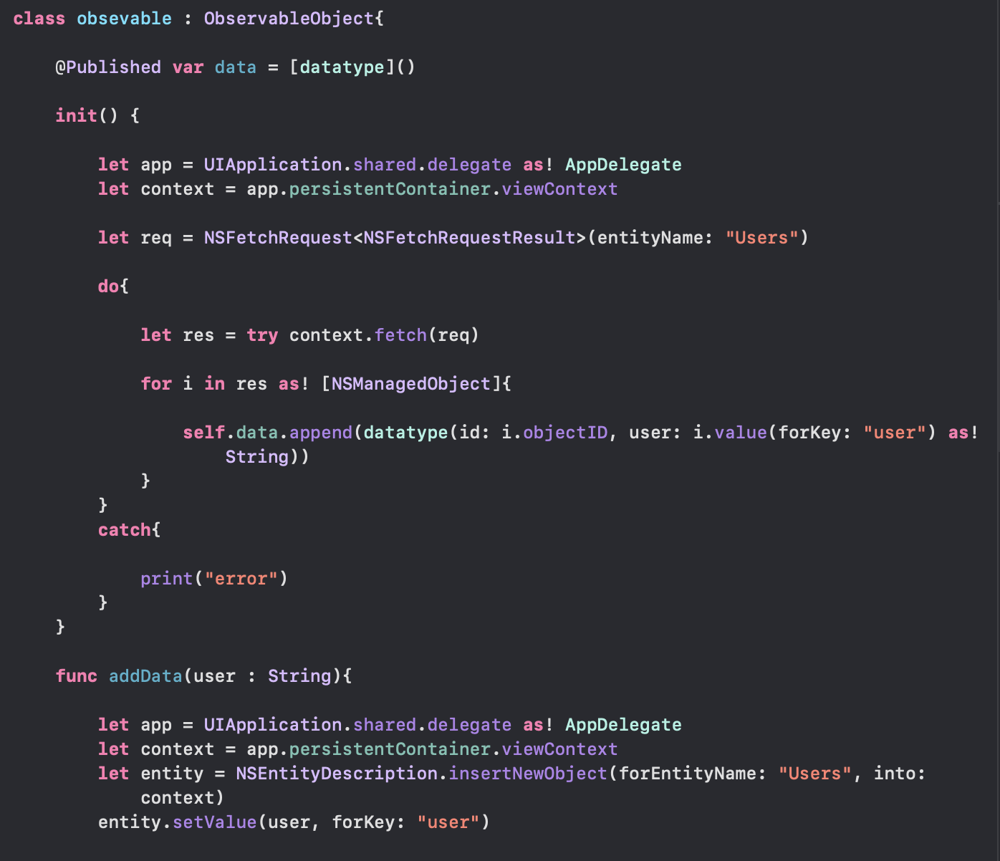 class obsevable : ObservableObject{
@Published var data = [datatype]()
init() {
let app = UIApplication.shared.delegate as! AppDelegate
let context = app.persistentContainer.viewContext
let req = NSFetchRequest<NSFetchRequestResult>(entityName: "Users")
do{
let res = try context.fetch(req)
for i in res as! [NSManagedObject]{
self.data.append(datatype(id: i.objectID, user: i.value(forKey: "user") as!
String))
}
}
catch{
print("error")
}
}
func addData(user : String){
let app = UIApplication.shared.delegate as! AppDelegate
let context = app.persistentContainer.viewContext
let entity = NSEntityDescription.insertNewObject(forEntityName: "Users", into:
context)
entity.setValue(user, forKey: "user")